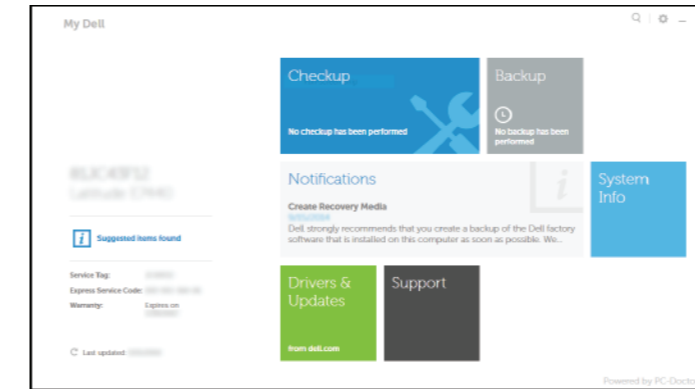 My Dell
Checkup
No checkup has been performed
Backup
No backup has been
performed
Notifications
Create Recovery Media
Dell strongly recommends that you create a backup of the Dell factory
software that is installed on this computer as soon as possible. We...
System
Info
Suggested items found
Service Tag:
Express Service Code:
Warranty: Expires on
Last updated:
Drivers &
Updates
from dell.com
Support
Powered by PC-Docto